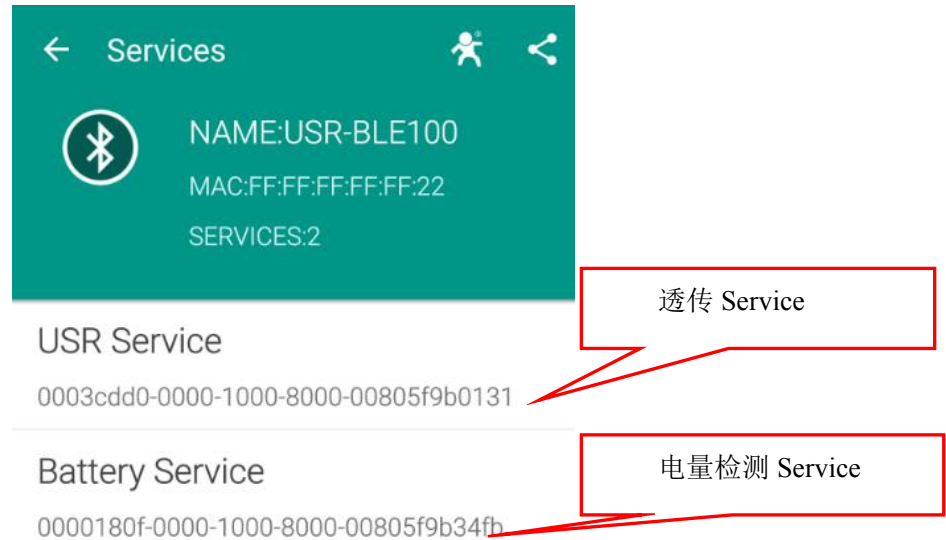 Services
NAME:USR-BLE100
MAC:FF:FF:FF:FF:FF:22
SERVICES:2
透传 Service
USR Service
0003cdd0-0000-1000-8000-00805f9b0131
电量检测 Service
Battery Service
0000180f-0000-1000-8000-00805f9b34fb